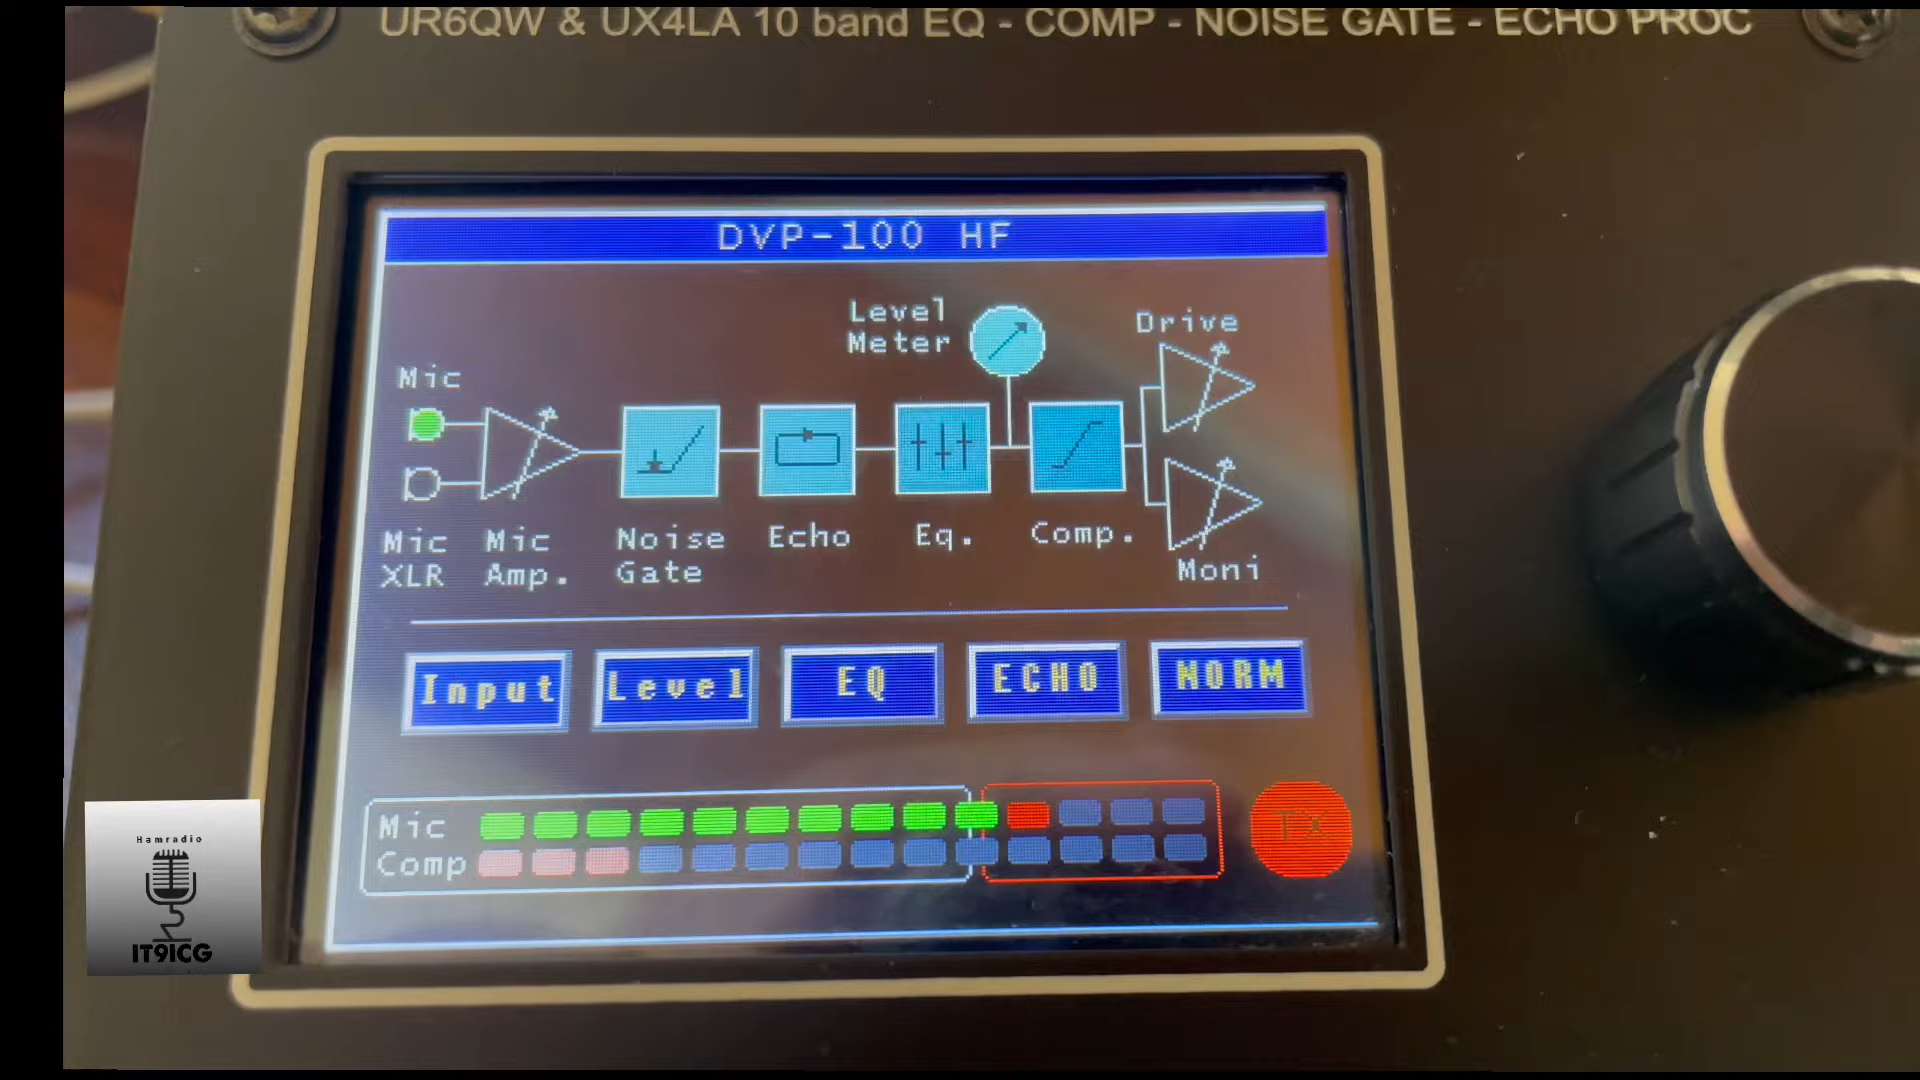 UR6QW & UX4LA 10 band EQ - COMP - NOISE GATE - ECHO PROC
DVP-100 HF
Level
Meter
Drive
Mic
Mic
XLR
Mic
Amp.
Noise
Gate
Echo
Eq.
Comp.
Moni
Input
Level
EQ
ECHO
NORM
Mic
Comp
TX
Hamradio
IT9ICG